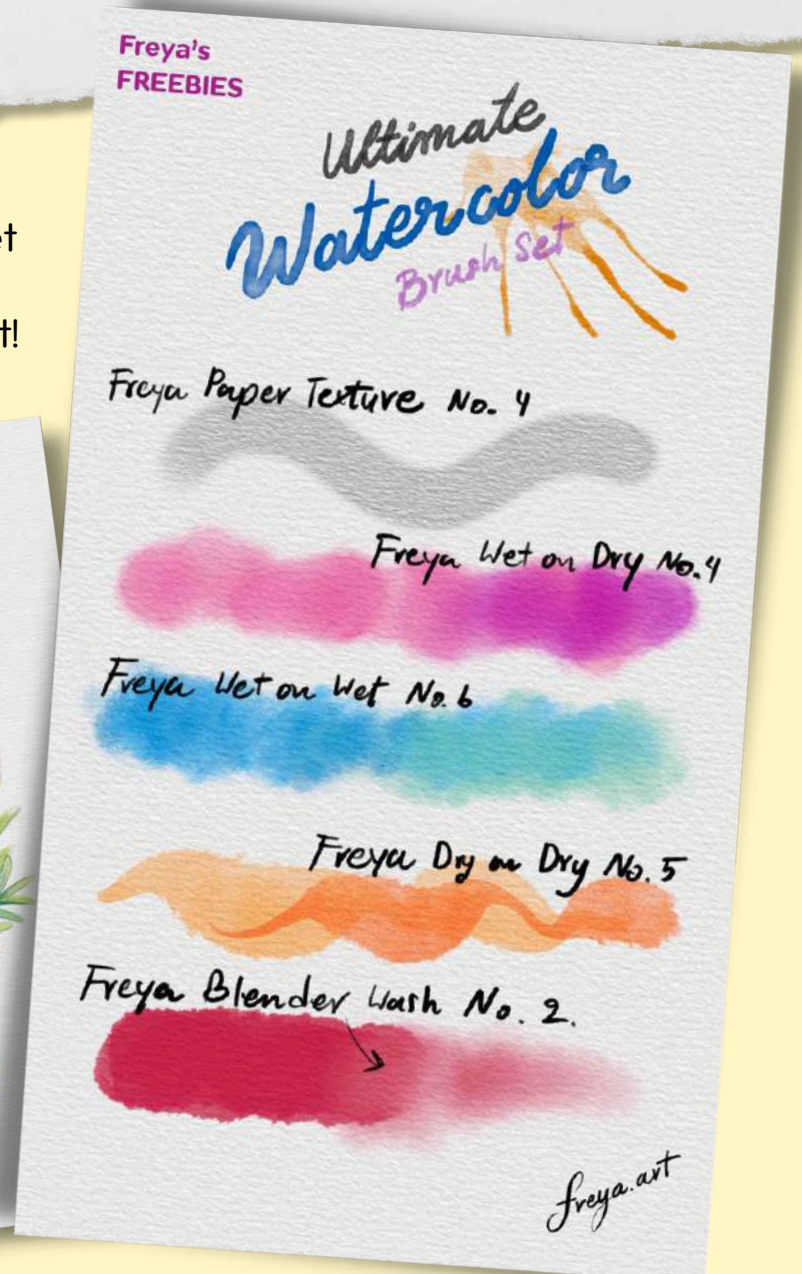 Freya's
FREEBIES
Ultimate
Watercolor
Brush Set
t!
Freya Paper Texture No. 4
Freya Wet on Dry No.4
Freya Wet on Wet No. 6
Freya Dry on Dry No. 5
Freya Blender Wash No. 2.
freya.art